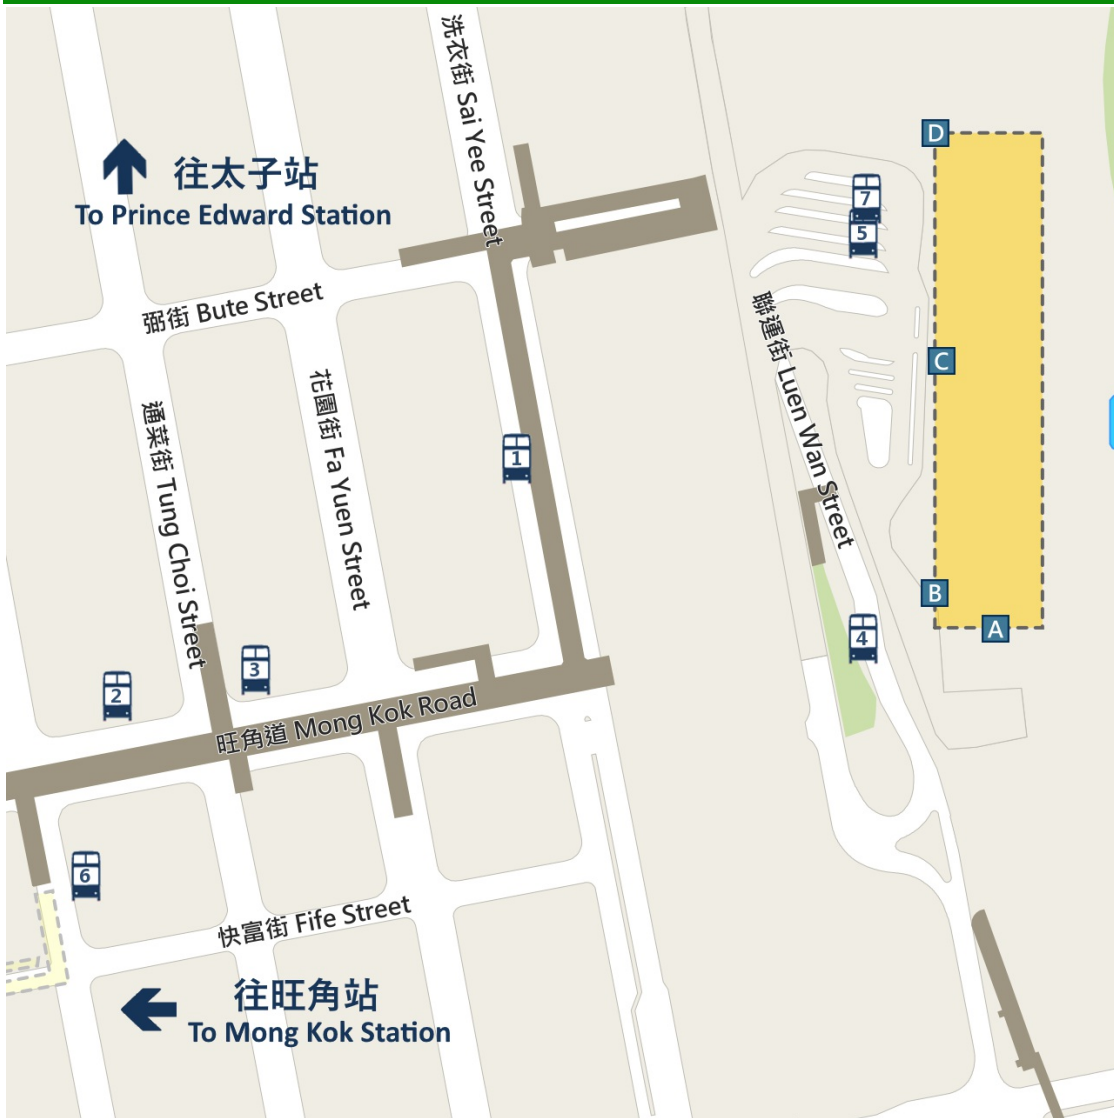 洗衣街 Sai Yee Street
D
往太子站
To Prince Edward Station
7
5
弼街 Bute Street
聯運街 Luen Wan Street
C
花園街 Fa Yuen Street
通菜街 Tung Choi Street
1
B
A
4
3
2
旺角道 Mong Kok Road
6
快富街 Fife Street
往旺角站
To Mong Kok Station